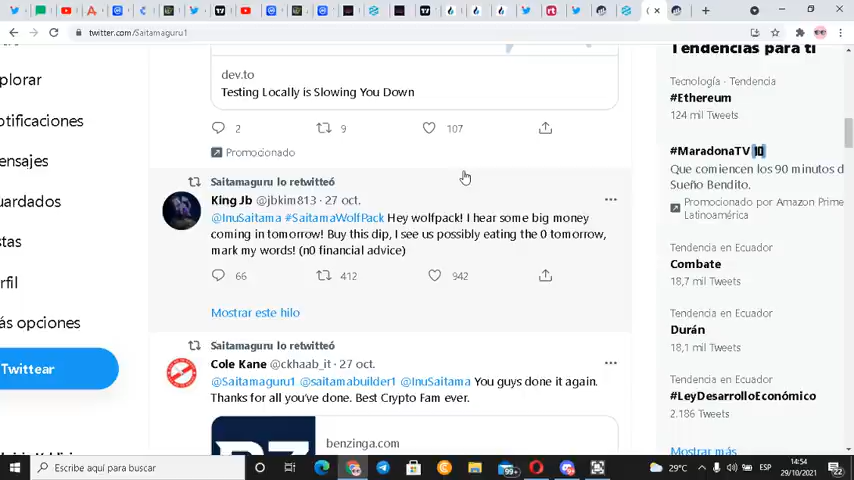 twitter.com/Saitamaguru1
plorar
otificaciones
ensajes
uardados
stas
rfil
ás opciones
Twittear
dev.to
Testing Locally is Slowing You Down
2 9 107
Promocionado
Saitamaguru lo retwitteó
King Jb @jbkim813 · 27 oct.
@InuSaitama #SaitamaWolfPack Hey wolfpack! I hear some big money
coming in tomorrow! Buy this dip, I see us possibly eating the 0 tomorrow,
mark my words! (n0 financial advice)
66 412 942
Mostrar este hilo
Saitamaguru lo retwitteó
Cole Kane @ckhaab_it · 27 oct.
@Saitamaguru1 @saitamabuilder1 @InuSaitama You guys done it again.
Thanks for all you've done. Best Crypto Fam ever.
benzinga.com
Tendencias para ti
Tecnología · Tendencia
#Ethereum
124 mil Tweets
#MaradonaTV 10
Que comiencen los 90 minutos d
Sueño Bendito.
Promocionado por Amazon Prime
Latinoamérica
Tendencia en Ecuador
Combate
18,7 mil Tweets
Tendencia en Ecuador
Durán
18,1 mil Tweets
Tendencia en Ecuador
#LeyDesarrolloEconómico
2.186 Tweets
Mostrar más
Escribe aquí para buscar
99+
29°C
ESP
14:54
29/10/2021
22